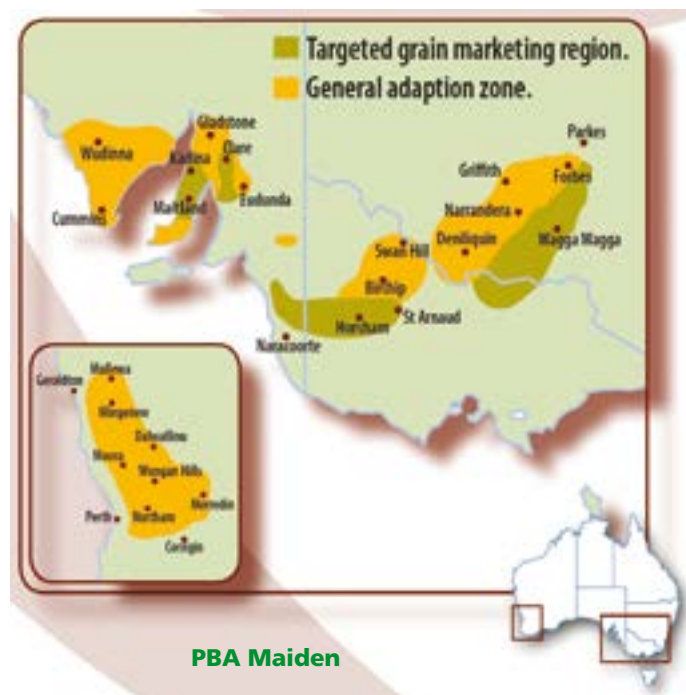 Targeted grain marketing region.
General adaption zone.
Gladstone
Parkes
Wudinna
Kadina
Clare
Griffith
Forbes
Cummins
Maitland
Eudunda
Narrandera
Swan Hill
Deniliquin
Wagga Wagga
Birchip
Horsham
St Arnaud
Naracoorte
Mullewa
Geraldton
Mingenew
Dalwallinu
Moora
Wongan Hills
Merredin
Perth
Northam
Corrigin
PBA Maiden